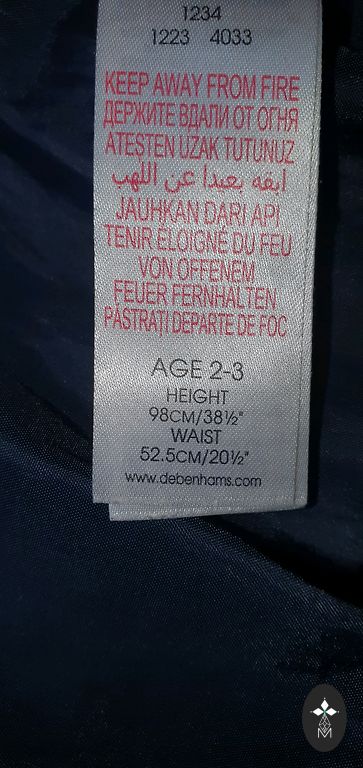 1234
1223 4033
KEEP AWAY FROM FIRE
ДЕРЖИТЕ ВДАЛИ ОТ ОГНЯ
ATEŞTEN UZAK TUTUNUZ
ابقه بعيدا عن اللهب
JAUHKAN DARI API
TENIR ÉLOIGNÉ DU FEU
VON OFFENEM
FEUER FERNHALTEN
PĂSTRAŢI DEPARTE DE FOC
AGE 2-3
HEIGHT
98CM/38½"
WAIST
52.5CM/20½"
www.debenhams.com
M